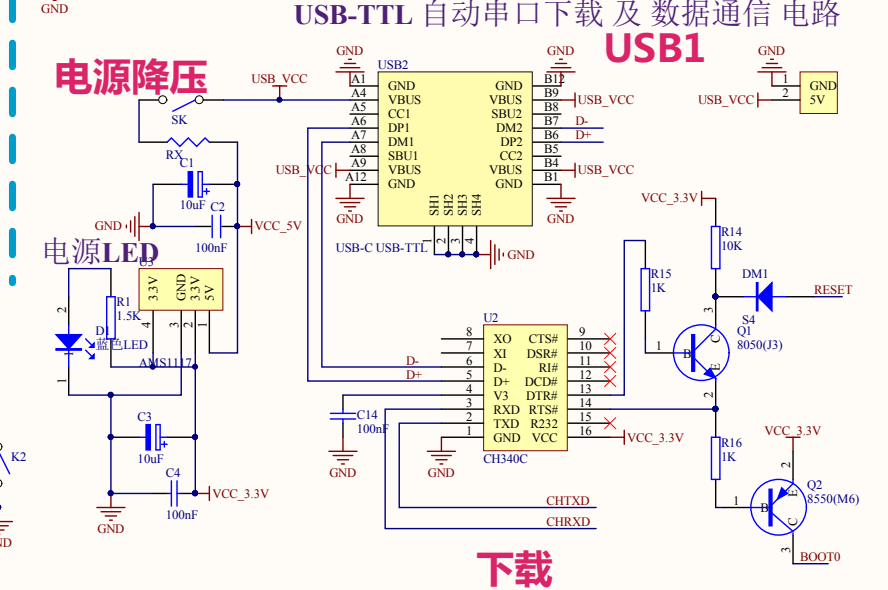 GND
USB-TTL 自动串口下载 及 数据通信 电路
电源降压
USB1
USB_VCC
SK
RX
C1
10uF
C2
100nF
GND
VCC_5V
USB2
GND
A1 GND
A4 VBUS
A5 CC1
A6 DP1
A7 DM1
A8 SBU1
A9 VBUS
A12 GND
USB_VCC
GND
GND B12
VBUS B9
SBU2 B8
DM2 B7
DP2 B6
CC2 B5
VBUS B4
GND B1
GND
USB_VCC
D-
D+
USB_VCC
GND
SH1 SH2 SH3 SH4
1 2 3 4
USB-C USB-TTL
GND
GND
1 GND
2 5V
USB_VCC
电源LED
U3
3.3V GND 3.3V 5V
4 3 2 1
AMS1117
R1
1.5K
2
D1
蓝色LED
1
C3
10uF
C4
100nF
VCC_3.3V
GND
K2
U2
8 XO CTS# 9
7 XI DSR# 10
6 D- RI# 11
5 D+ DCD# 12
4 V3 DTR# 13
3 RXD RTS# 14
2 TXD R232 15
1 GND VCC 16
CH340C
D-
D+
C14
100nF
GND
GND
VCC_3.3V
CHTXD
CHRXD
VCC_3.3V
R14
10K
R15
1K
DM1
S4
RESET
3
Q1
8050(J3)
1
B
C
E
2
R16
1K
VCC_3.3V
2
Q2
8550(M6)
1
B
E
C
3
BOOT0
下载